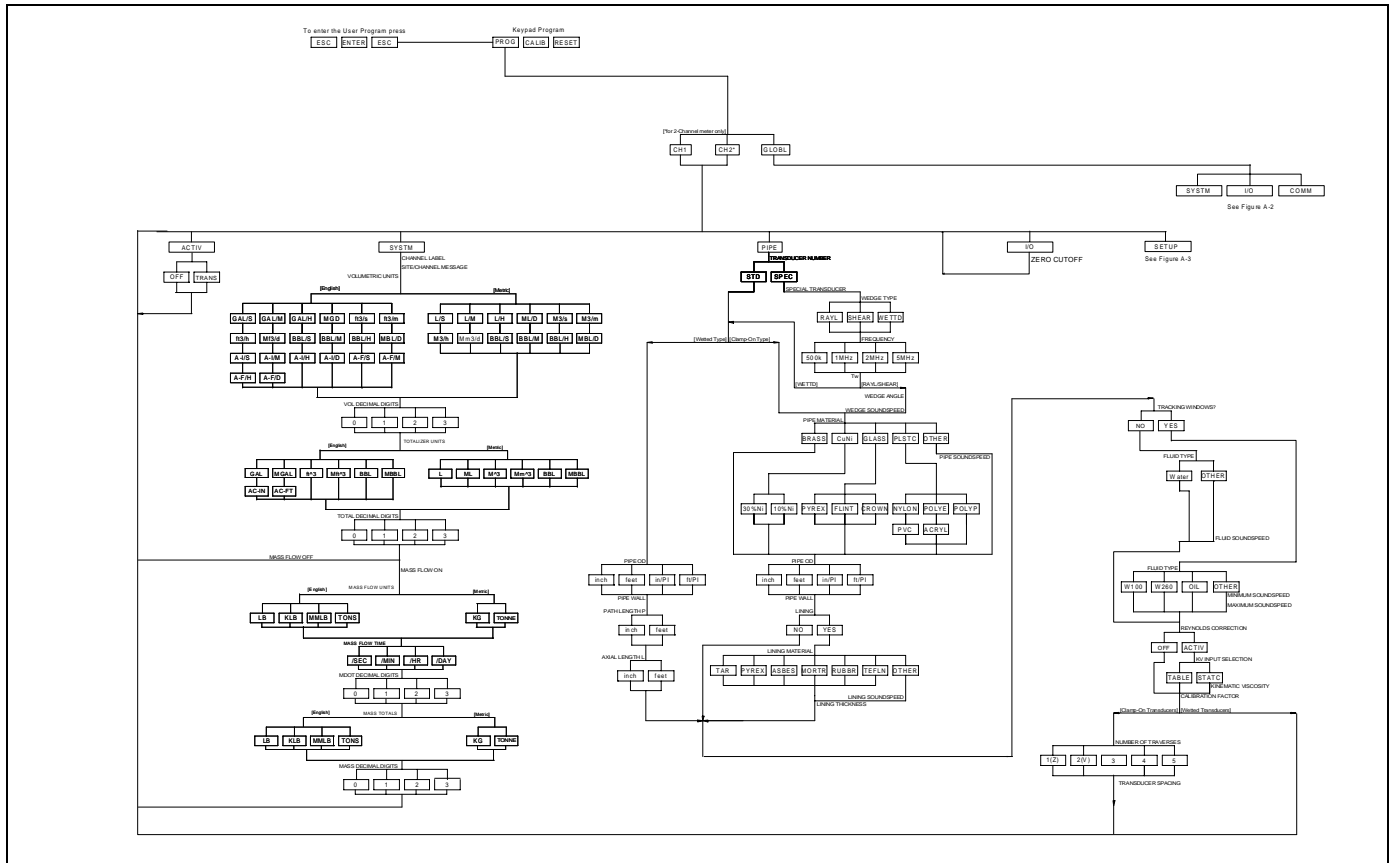 To enter the User Program press
Keypad Program
ESC ENTER ESC
PROG CALIB RESET
[*for 2-Channel meter only]
CH1 CH2* GLOBL
SYSTM I/O COMM
See Figure A-2
ACTIV SYSTM PIPE I/O SETUP
CHANNEL LABEL
SITE/CHANNEL MESSAGE
VOLUMETRIC UNITS
TRANSDUCER NUMBER
ZERO CUTOFF
See Figure A-3
OFF TRANS
STD SPEC
SPECIAL TRANSDUCER
[English] [Metric]
GAL/S GAL/M GAL/H MGD ft3/s ft3/m
L/S L/M L/H ML/D M3/s M3/m
ft3/h Mf3/d BBL/S BBL/M BBL/H MBL/D
M3/h Mm3/d BBL/S BBL/M BBL/H MBL/D
A-I/S A-I/M A-I/H A-I/D A-F/S A-F/M
A-F/H A-F/D
WEDGE TYPE
RAYL SHEAR WETTD
[Wetted Type] [Clamp-On Type]
FREQUENCY
500k 1MHz 2MHz 5MHz
Tw
[WETTD] [RAYL/SHEAR]
WEDGE ANGLE
WEDGE SOUNDSPEED
VOL DECIMAL DIGITS
0 1 2 3
TOTALIZER UNITS
[English] [Metric]
GAL MGAL ft^3 Mft^3 BBL MBBL
L ML M^3 Mm^3 BBL MBBL
AC-IN AC-FT
TOTAL DECIMAL DIGITS
0 1 2 3
MASS FLOW OFF
MASS FLOW ON
MASS FLOW UNITS
[English] [Metric]
LB KLB MMLB TONS
KG TONNE
MASS FLOW TIME
/SEC /MIN /HR /DAY
MDOT DECIMAL DIGITS
0 1 2 3
MASS TOTALS
[English] [Metric]
LB KLB MMLB TONS
KG TONNE
MASS DECIMAL DIGITS
0 1 2 3
PIPE MATERIAL
BRASS CuNi GLASS PLSTC OTHER
PIPE SOUNDSPEED
30%Ni 10%Ni PYREX FLINT CROWN NYLON POLYE POLYP
PVC ACRYL
PIPE OD
inch feet in/PI ft/PI
PIPE WALL
PATH LENGTH P
inch feet
AXIAL LENGTH L
inch feet
PIPE OD
inch feet in/PI ft/PI
PIPE WALL
LINING
NO YES
LINING MATERIAL
TAR PYREX ASBES MORTR RUBBR TEFLN OTHER
LINING SOUNDSPEED
LINING THICKNESS
TRACKING WINDOWS?
NO YES
FLUID TYPE
Water OTHER
FLUID SOUNDSPEED
FLUID TYPE
W100 W260 OIL OTHER
MINIMUM SOUNDSPEED
MAXIMUM SOUNDSPEED
REYNOLDS CORRECTION
OFF ACTIV
KV INPUT SELECTION
TABLE STATC
KINEMATIC VISCOSITY
CALIBRATION FACTOR
[Clamp-On Transducers] [Wetted Transducers]
NUMBER OF TRAVERSES
1(Z) 2(V) 3 4 5
TRANSDUCER SPACING